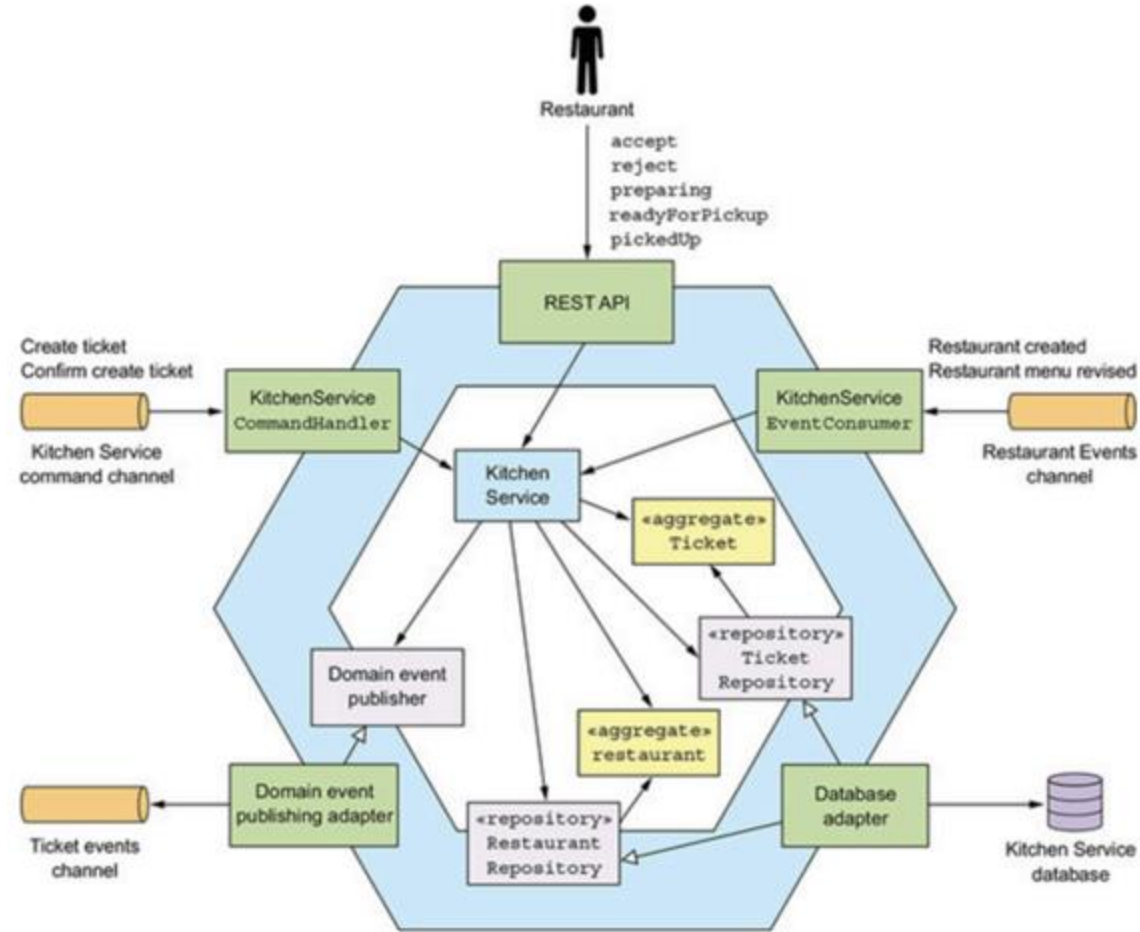 Restaurant
accept
reject
preparing
readyForPickup
pickedUp
REST API
Create ticket
Confirm create ticket
KitchenService
CommandHandler
Kitchen Service
command channel
Restaurant created
Restaurant menu revised
KitchenService
EventConsumer
Restaurant Events
channel
Kitchen
Service
«aggregate»
Ticket
«repository»
Ticket
Repository
Domain event
publisher
«aggregate»
restaurant
Domain event
publishing adapter
Ticket events
channel
«repository»
Restaurant
Repository
Database
adapter
Kitchen Service
database